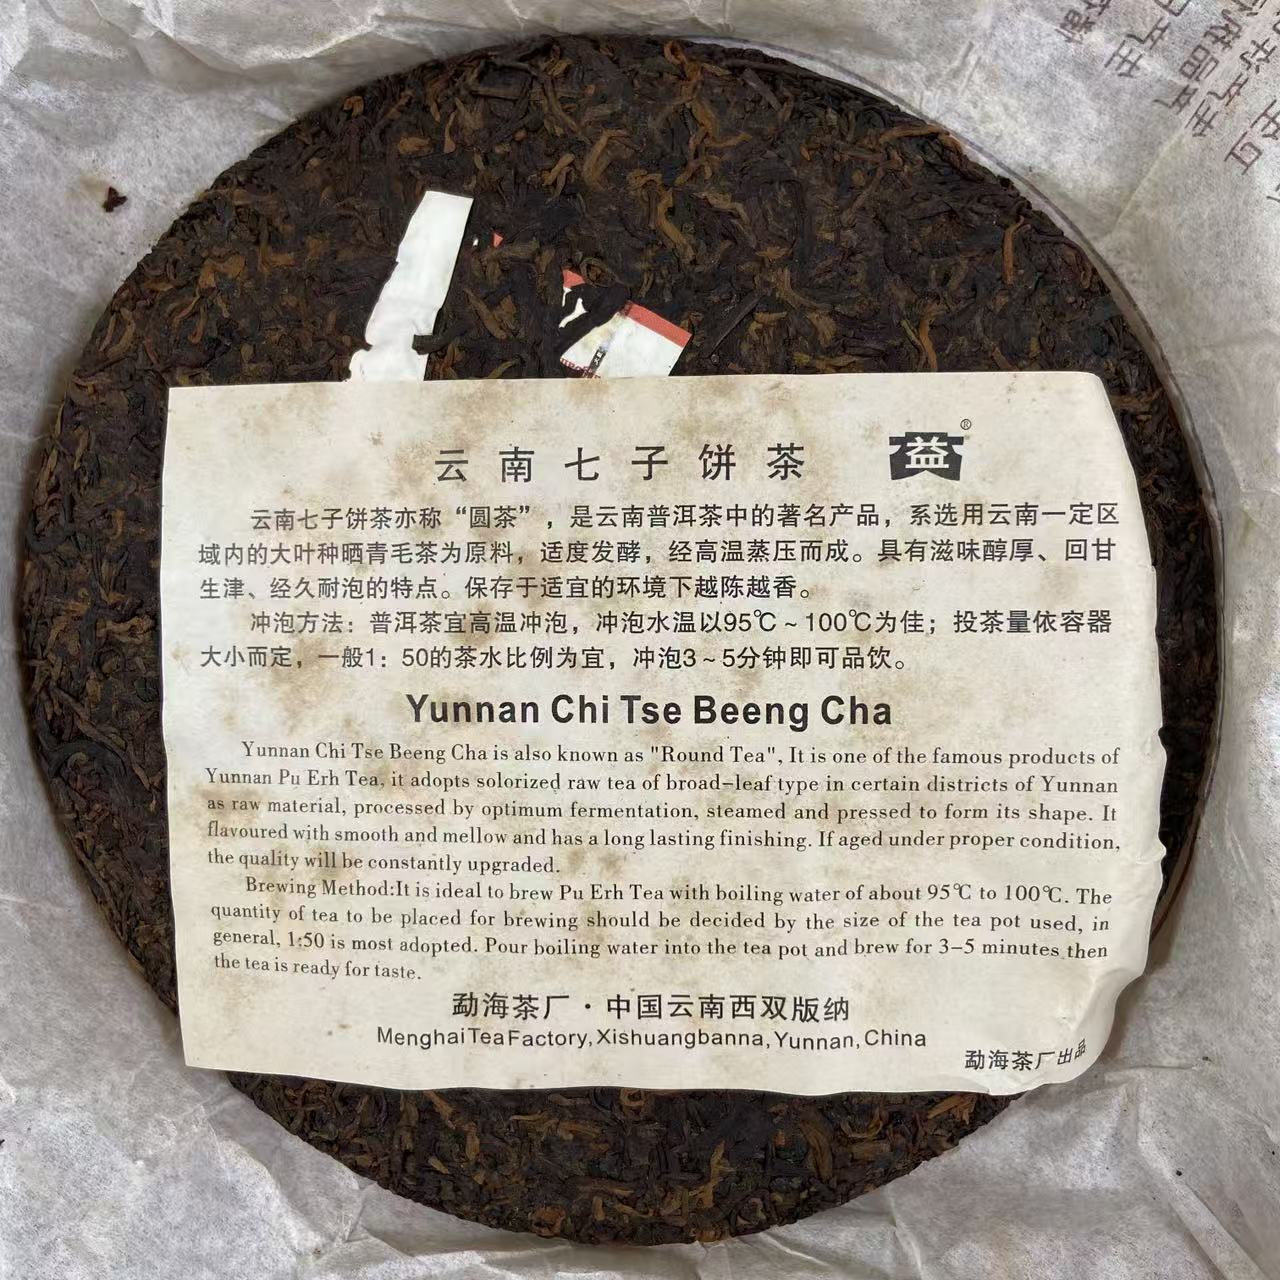 云南七子饼茶 益®
云南七子饼茶亦称“圆茶”，是云南普洱茶中的著名产品，系选用云南一定区
域内的大叶种晒青毛茶为原料，适度发酵，经高温蒸压而成。具有滋味醇厚、回甘
生津、经久耐泡的特点。保存于适宜的环境下越陈越香。
冲泡方法：普洱茶宜高温冲泡，冲泡水温以95℃～100℃为佳；投茶量依容器
大小而定，一般1：50的茶水比例为宜，冲泡3～5分钟即可品饮。
Yunnan Chi Tse Beeng Cha
Yunnan Chi Tse Beeng Cha is also known as "Round Tea", It is one of the famous products of
Yunnan Pu Erh Tea, it adopts solorized raw tea of broad-leaf type in certain districts of Yunnan
as raw material, processed by optimum fermentation, steamed and pressed to form its shape. It
flavoured with smooth and mellow and has a long lasting finishing. If aged under proper condition,
the quality will be constantly upgraded.
Brewing Method:It is ideal to brew Pu Erh Tea with boiling water of about 95℃ to 100℃. The
quantity of tea to be placed for brewing should be decided by the size of the tea pot used, in
general, 1:50 is most adopted. Pour boiling water into the tea pot and brew for 3-5 minutes then
the tea is ready for taste.
勐海茶厂·中国云南西双版纳
Menghai Tea Factory, Xishuangbanna, Yunnan, China
勐海茶厂出品